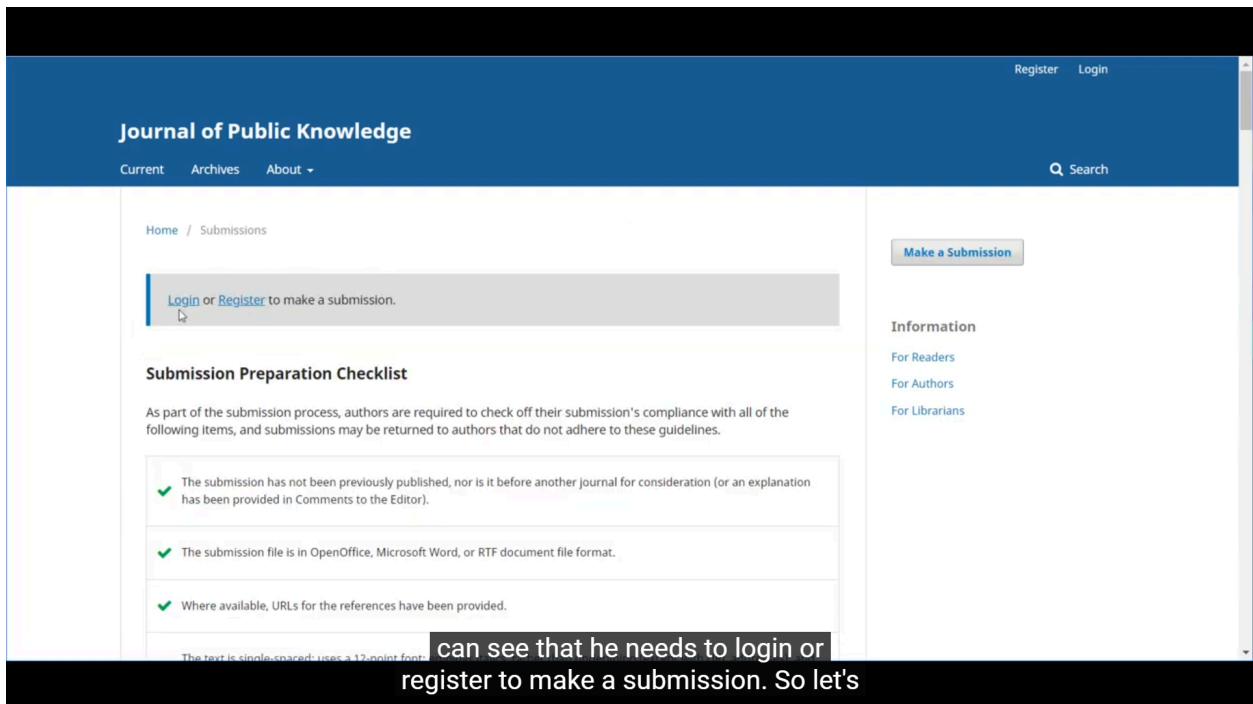 Register Login
Journal of Public Knowledge
Current Archives About
Search
Home / Submissions
Make a Submission
Login or Register to make a submission.
Information
For Readers
For Authors
For Librarians
Submission Preparation Checklist
As part of the submission process, authors are required to check off their submission's compliance with all of the
following items, and submissions may be returned to authors that do not adhere to these guidelines.
The submission has not been previously published, nor is it before another journal for consideration (or an explanation
has been provided in Comments to the Editor).
The submission file is in OpenOffice, Microsoft Word, or RTF document file format.
Where available, URLs for the references have been provided.
The text is single-spaced; uses a 12-point font;
can see that he needs to login or
register to make a submission. So let's